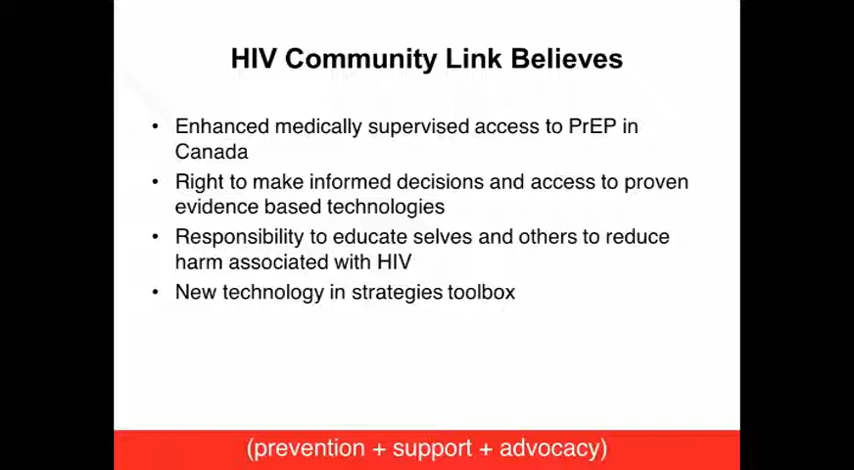 HIV Community Link Believes
• Enhanced medically supervised access to PrEP in
Canada
• Right to make informed decisions and access to proven
evidence based technologies
• Responsibility to educate selves and others to reduce
harm associated with HIV
• New technology in strategies toolbox
(prevention + support + advocacy)